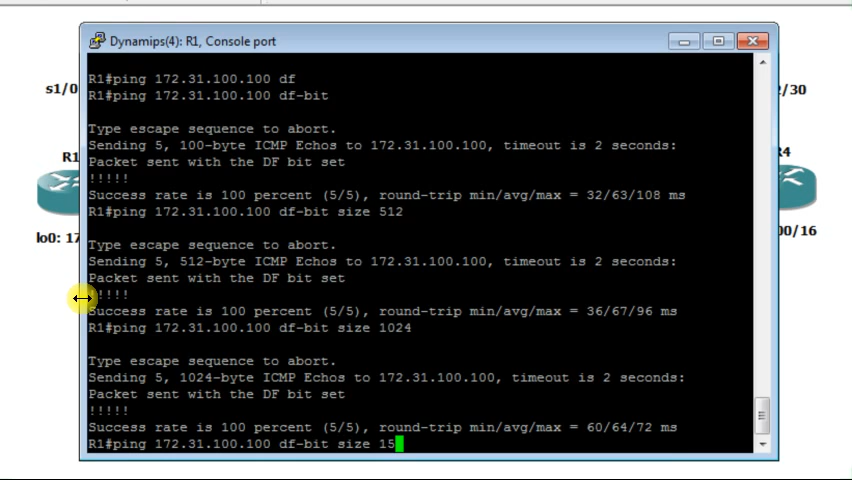 Dynamips(4): R1, Console port
R1#ping 172.31.100.100 df
s1/0
R1#ping 172.31.100.100 df-bit
/30
Type escape sequence to abort.
Sending 5, 100-byte ICMP Echos to 172.31.100.100, timeout is 2 seconds:
R1
Packet sent with the DF bit set
!!!!!
Success rate is 100 percent (5/5), round-trip min/avg/max = 32/63/108 ms
R1#ping 172.31.100.100 df-bit size 512
lo0: 17
00/16
Type escape sequence to abort.
Sending 5, 512-byte ICMP Echos to 172.31.100.100, timeout is 2 seconds:
Packet sent with the DF bit set
!!!!!
Success rate is 100 percent (5/5), round-trip min/avg/max = 36/67/96 ms
R1#ping 172.31.100.100 df-bit size 1024
Type escape sequence to abort.
Sending 5, 1024-byte ICMP Echos to 172.31.100.100, timeout is 2 seconds:
Packet sent with the DF bit set
!!!!!
Success rate is 100 percent (5/5), round-trip min/avg/max = 60/64/72 ms
R1#ping 172.31.100.100 df-bit size 15